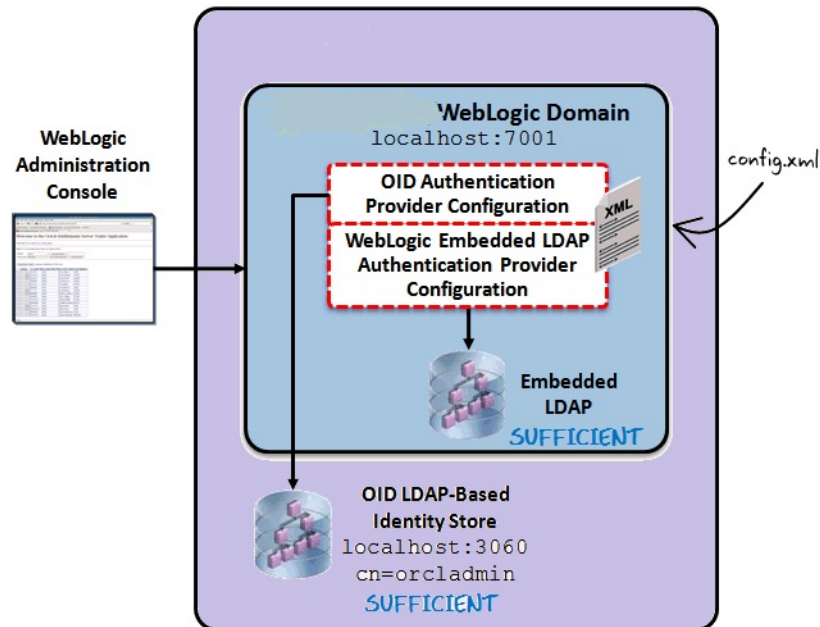 WebLogic
Administration
Console
WebLogic Domain
localhost:7001
OID Authentication
Provider Configuration
WebLogic Embedded LDAP
Authentication Provider
Configuration
XML
config.xml
Embedded
LDAP
SUFFICIENT
OID LDAP-Based
Identity Store
localhost:3060
cn=orcladmin
SUFFICIENT